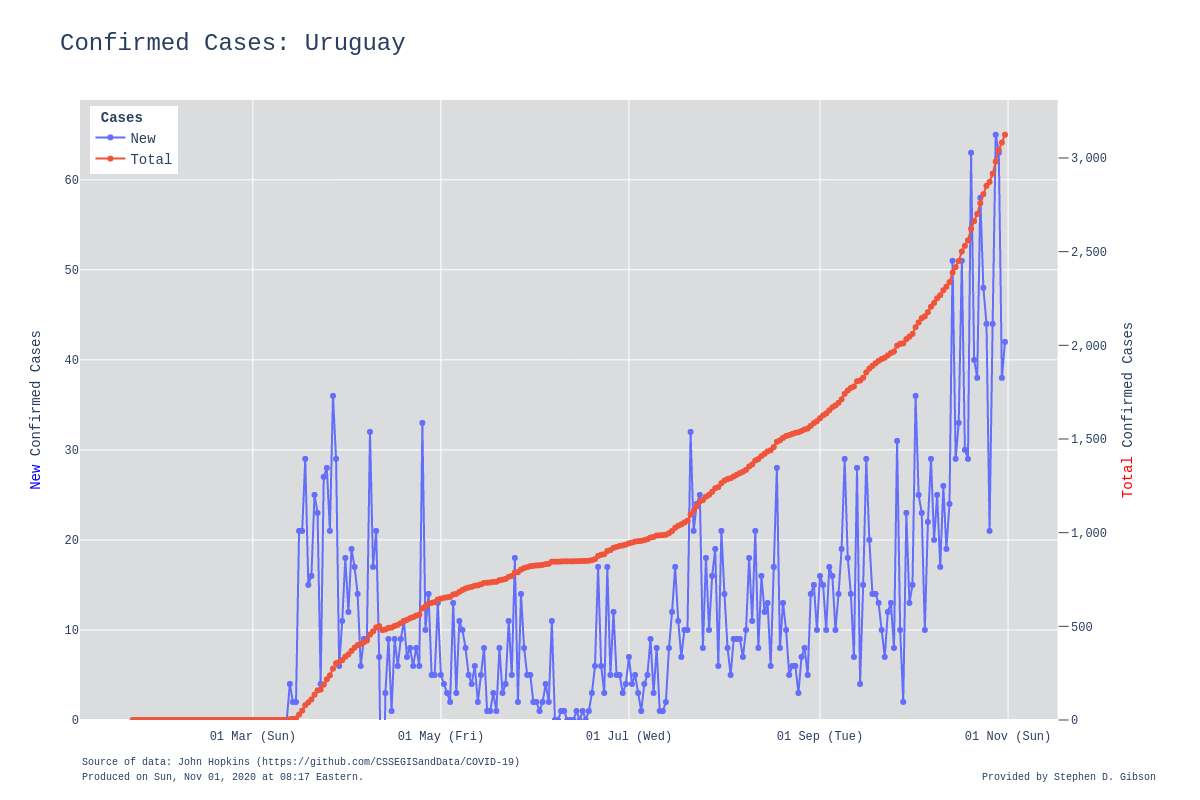 Confirmed Cases: Uruguay
Cases
New
Total
60
50
40
30
20
10
0
3,000
2,500
2,000
1,500
1,000
500
0
New Confirmed Cases
Total Confirmed Cases
01 Mar (Sun)
01 May (Fri)
01 Jul (Wed)
01 Sep (Tue)
01 Nov (Sun)
Source of data: John Hopkins (https://github.com/CSSEGISandData/COVID-19)
Produced on Sun, Nov 01, 2020 at 08:17 Eastern.
Provided by Stephen D. Gibson